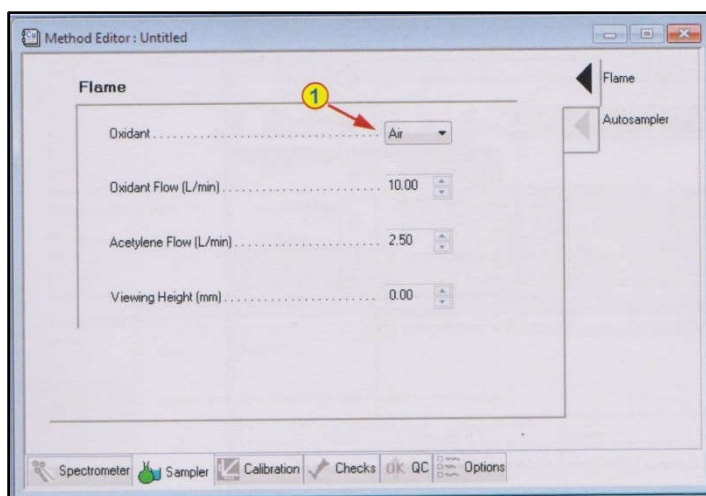 Method Editor : Untitled
Flame
1
Oxidant Air
Oxidant Flow (L/min) 10.00
Acetylene Flow (L/min) 2.50
Viewing Height (mm) 0.00
Flame
Autosampler
Spectrometer Sampler Calibration Checks OK QC Options